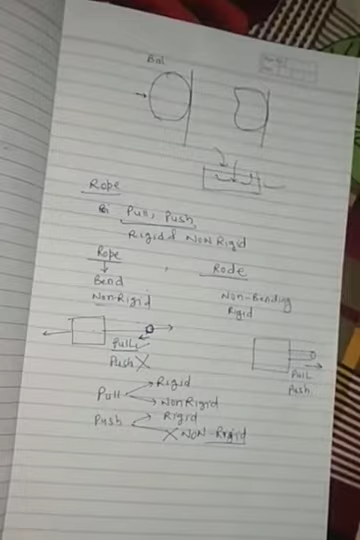 Bol
Rope
Pull, Push
Rigid & NON Rigid
Rope , Rode
Bend Non-Bending
Non-Rigid Rigid
Pull ✓
Push X
Pull
Push
Pull Rigid
Non Rigid
Push Rigid
X NON-Rigid